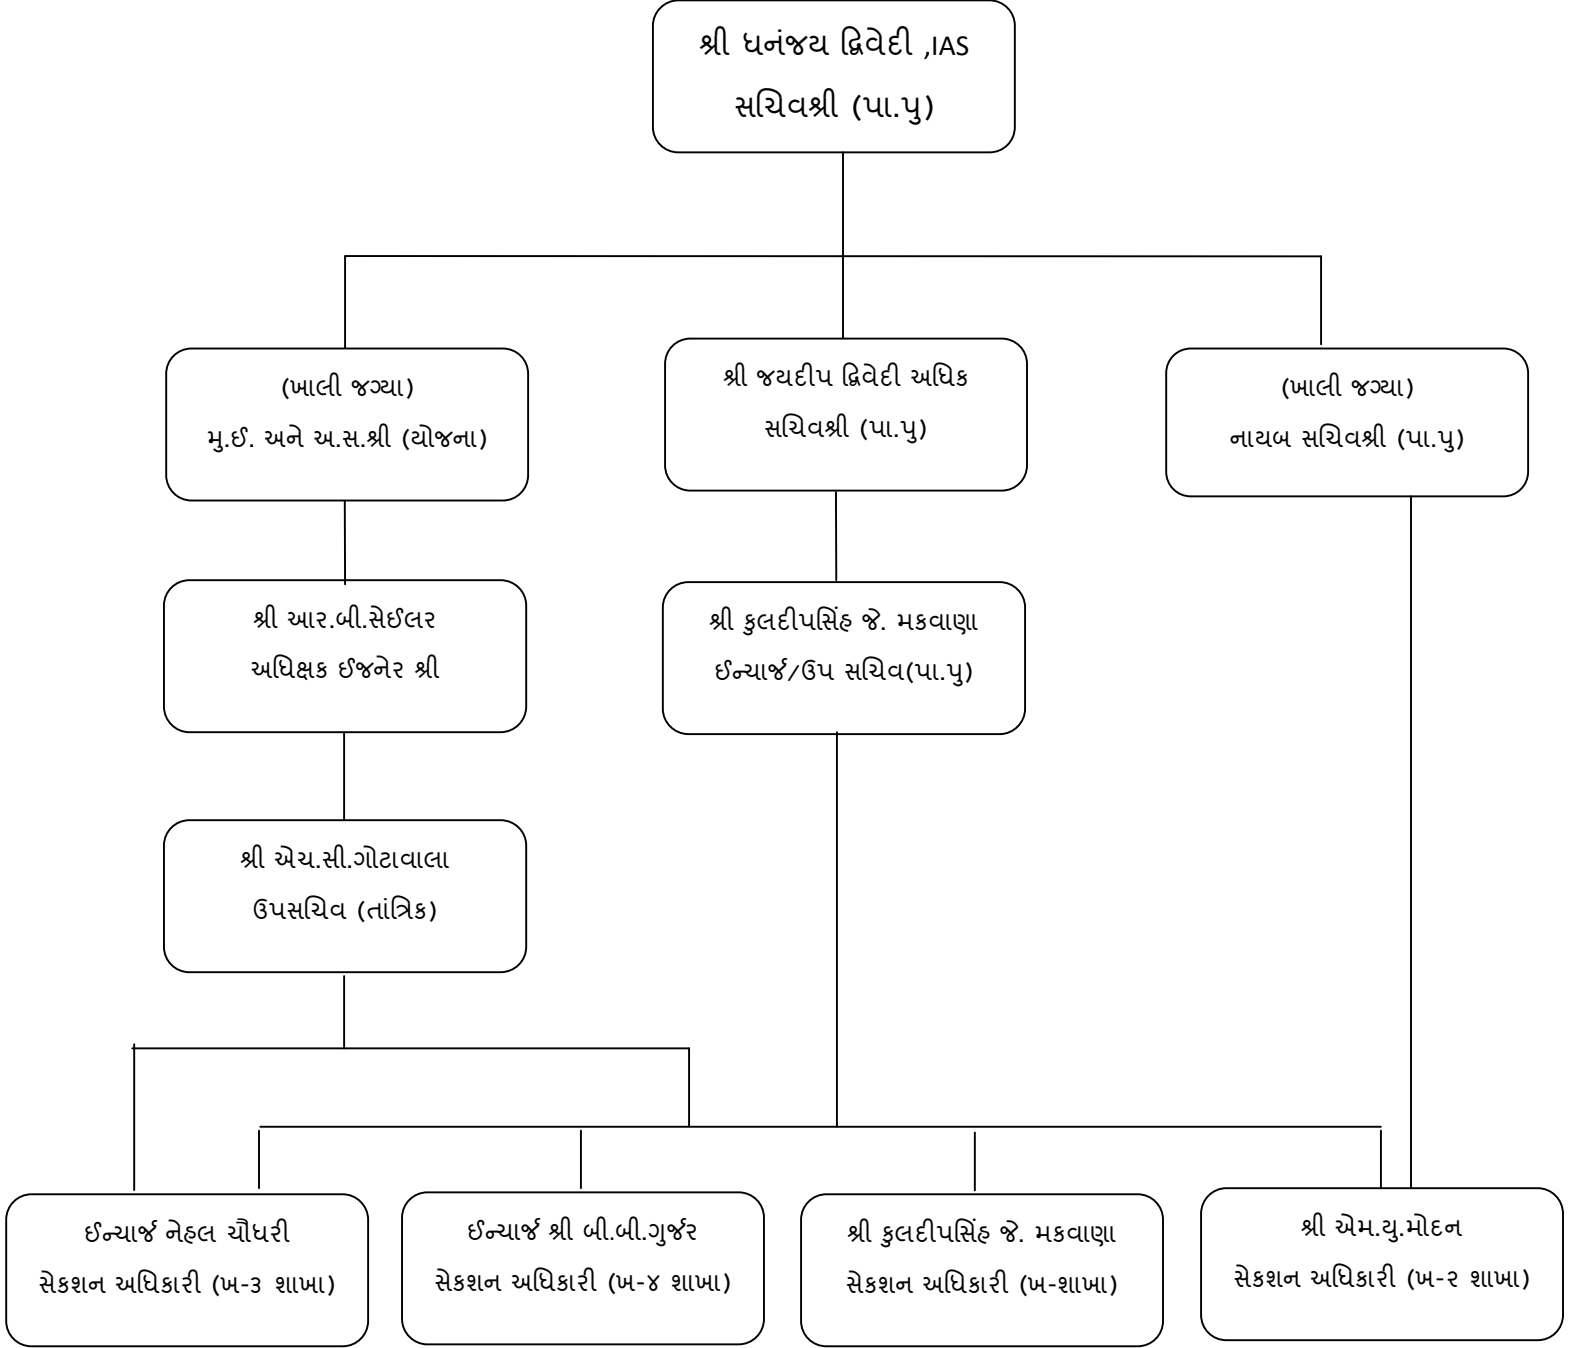 શ્રી ધનંજય દ્વિવેદી ,IAS
સચિવશ્રી (પા.પુ)
(ખાલી જગ્યા)
મુ.ઈ. અને અ.સ.શ્રી (યોજના)
શ્રી જયદીપ દ્વિવેદી અધિક
સચિવશ્રી (પા.પુ)
(ખાલી જગ્યા)
નાયબ સચિવશ્રી (પા.પુ)
શ્રી આર.બી.સેઈલર
અધિક્ષક ઈજનેર શ્રી
શ્રી કુલદીપસિંહ જે. મકવાણા
ઈન્ચાર્જ/ઉપ સચિવ(પા.પુ)
શ્રી એચ.સી.ગોટાવાલા
ઉપસચિવ (તાંત્રિક)
ઈન્ચાર્જ નેહલ ચૌધરી
સેકશન અધિકારી (ખ-૩ શાખા)
ઈન્ચાર્જ શ્રી બી.બી.ગુર્જર
સેકશન અધિકારી (ખ-૪ શાખા)
શ્રી કુલદીપસિંહ જે. મકવાણા
સેકશન અધિકારી (ખ-શાખા)
શ્રી એમ.યુ.મોદન
સેકશન અધિકારી (ખ-૨ શાખા)